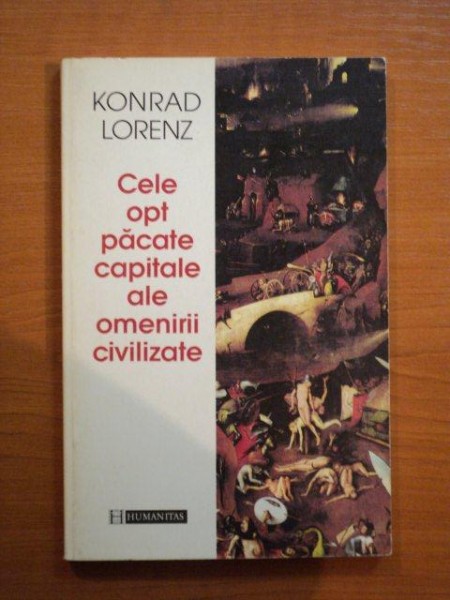 KONRAD
LORENZ
Cele
opt
păcate
capitale
ale
omenirii
civilizate
H HUMANITAS